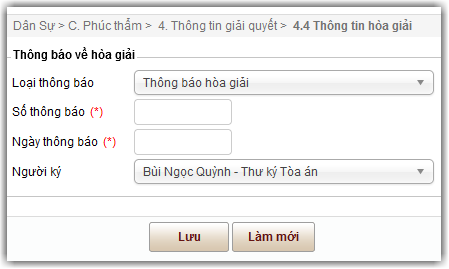 Dân Sự > C. Phúc thẩm > 4. Thông tin giải quyết > 4.4 Thông tin hòa giải
Thông báo về hòa giải
Loại thông báo Thông báo hòa giải
Số thông báo (*)
Ngày thông báo (*)
Người ký Bùi Ngọc Quỳnh - Thư ký Tòa án
Lưu Làm mới